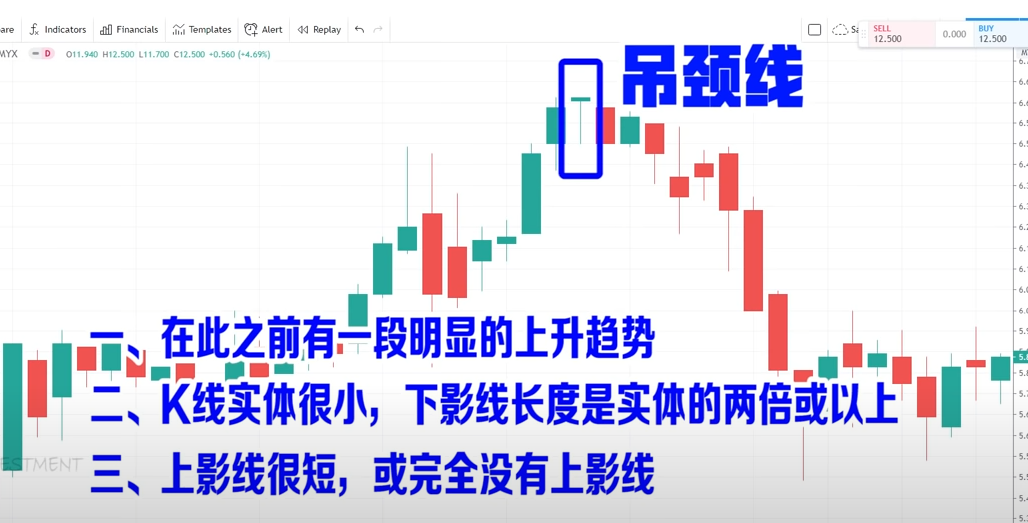 are Indicators Financials Templates Alert Replay Sa
SELL 12.500 0.000 BUY 12.500
MYX D O11.940 H12.500 L11.700 C12.500 +0.560 (+4.69%)
吊颈线
一、在此之前有一段明显的上升趋势
二、K线实体很小，下影线长度是实体的两倍或以上
三、上影线很短，或完全没有上影线
ESTMENT